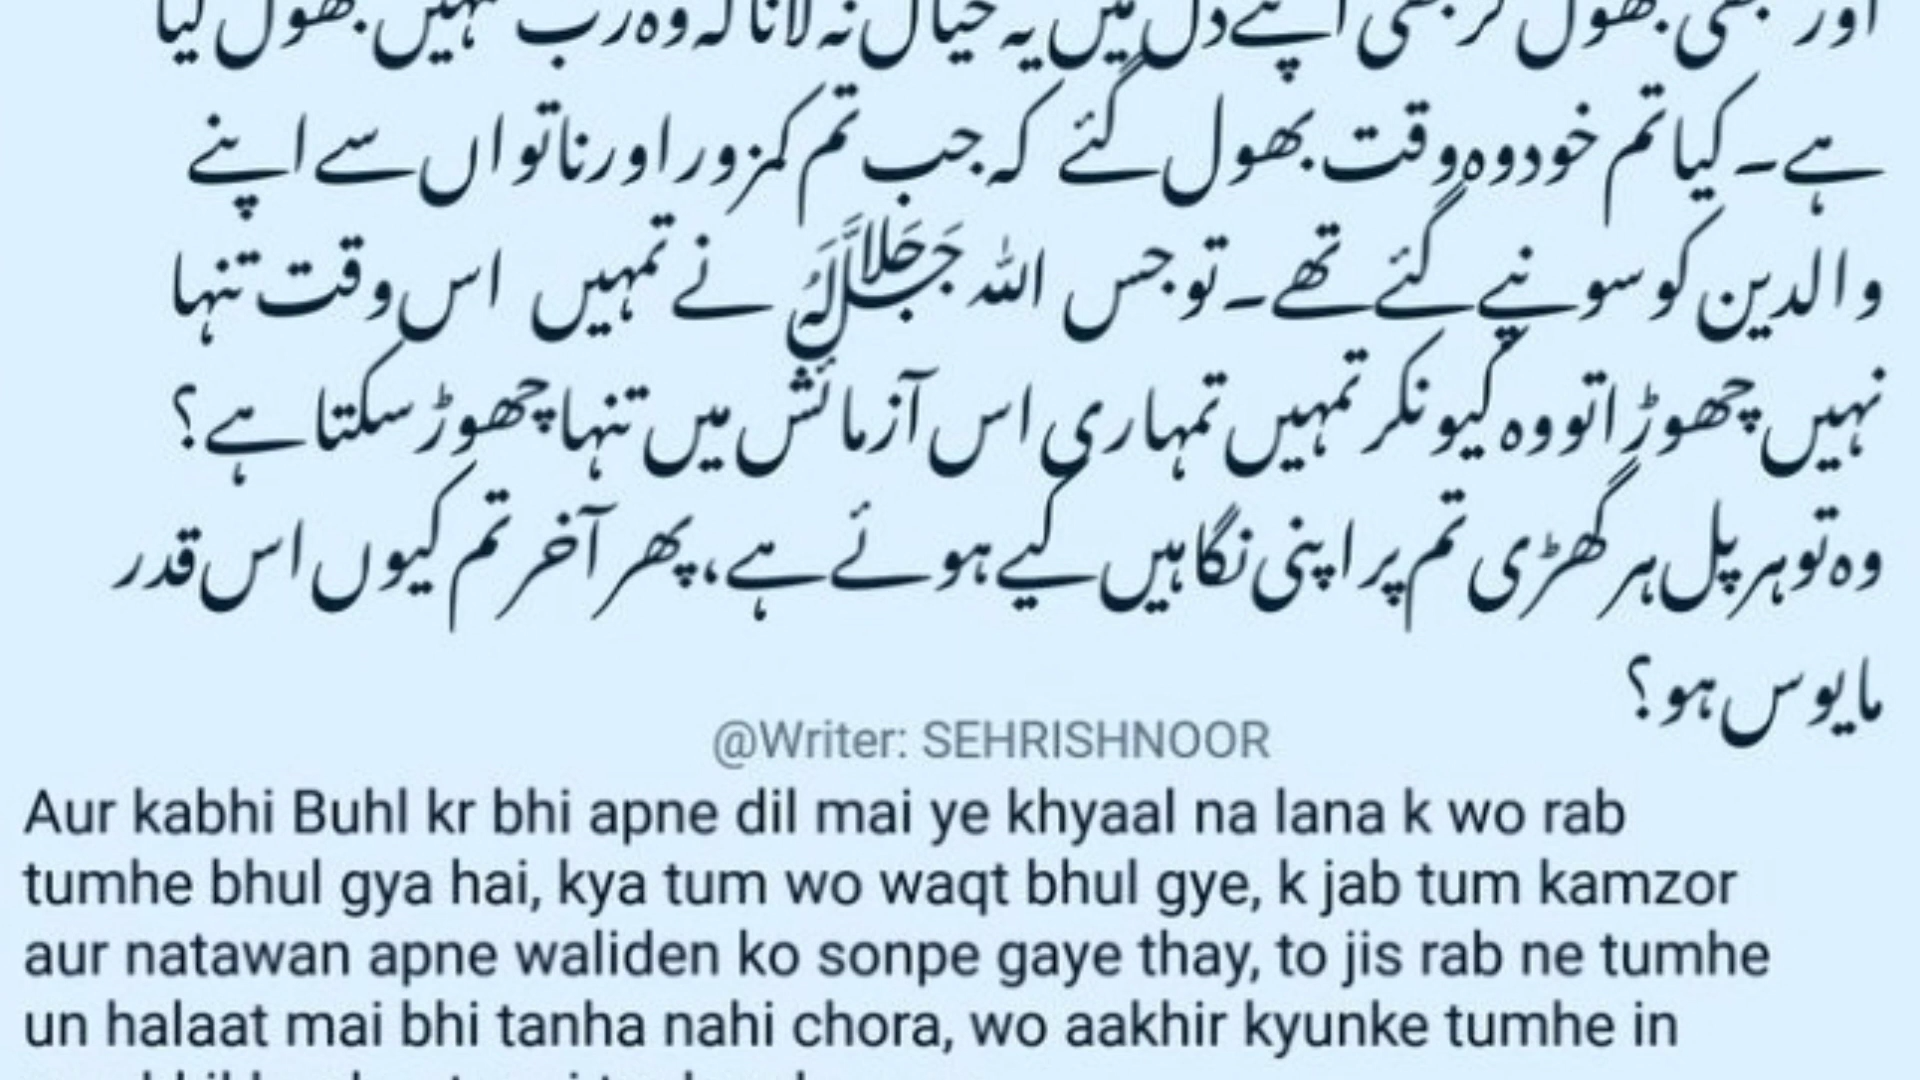 اور کبھی بھول کر بھی اپنے دل میں یہ خیال نہ لانا کہ وہ رب تمہیں بھول گیا
ہے۔ کیا تم خود وہ وقت بھول گئے کہ جب تم کمزور اور ناتواں سے اپنے
والدین کو سونپے گئے تھے۔ تو جس اللہ جَلَّ جَلَالَہُ نے تمہیں اس وقت تنہا
نہیں چھوڑا تو وہ کیونکر تمہیں تمہاری اس آزمائش میں تنہا چھوڑ سکتا ہے؟
وہ تو ہر پل ہر گھڑی تم پر اپنی نگاہیں کیے ہوئے ہے، پھر آخر تم کیوں اس قدر
مایوس ہو؟
@Writer: SEHRISHNOOR
Aur kabhi Buhl kr bhi apne dil mai ye khyaal na lana k wo rab
tumhe bhul gya hai, kya tum wo waqt bhul gye, k jab tum kamzor
aur natawan apne waliden ko sonpe gaye thay, to jis rab ne tumhe
un halaat mai bhi tanha nahi chora, wo aakhir kyunke tumhe in